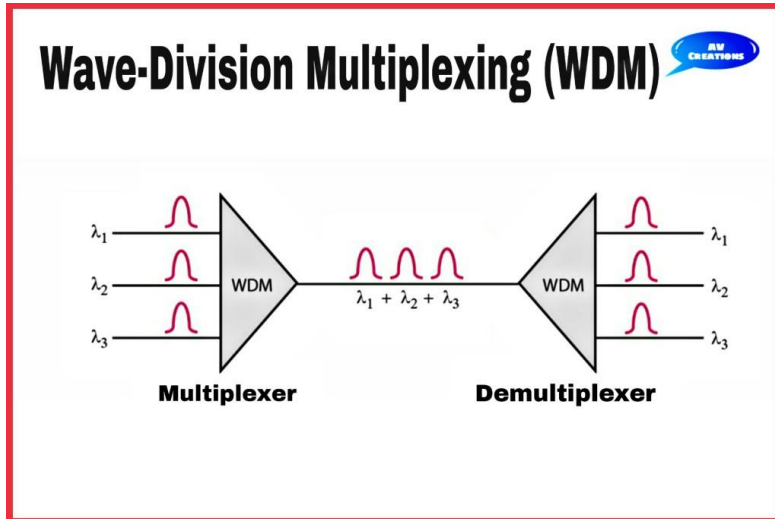 Wave-Division Multiplexing (WDM)
AV
CREATIONS
λ₁
λ₂
λ₃
WDM
λ₁ + λ₂ + λ₃
WDM
λ₁
λ₂
λ₃
Multiplexer
Demultiplexer